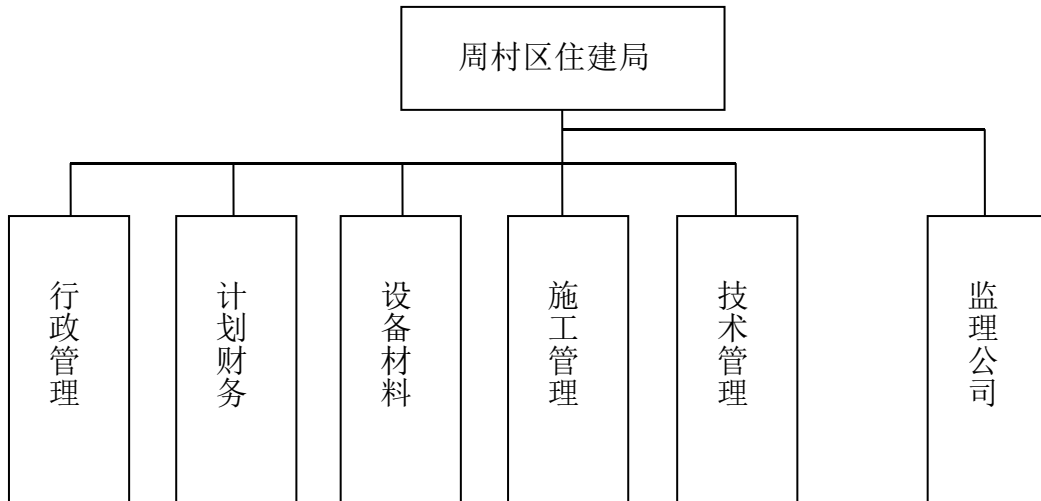 周村区住建局
行政管理
计划财务
设备材料
施工管理
技术管理
监理公司